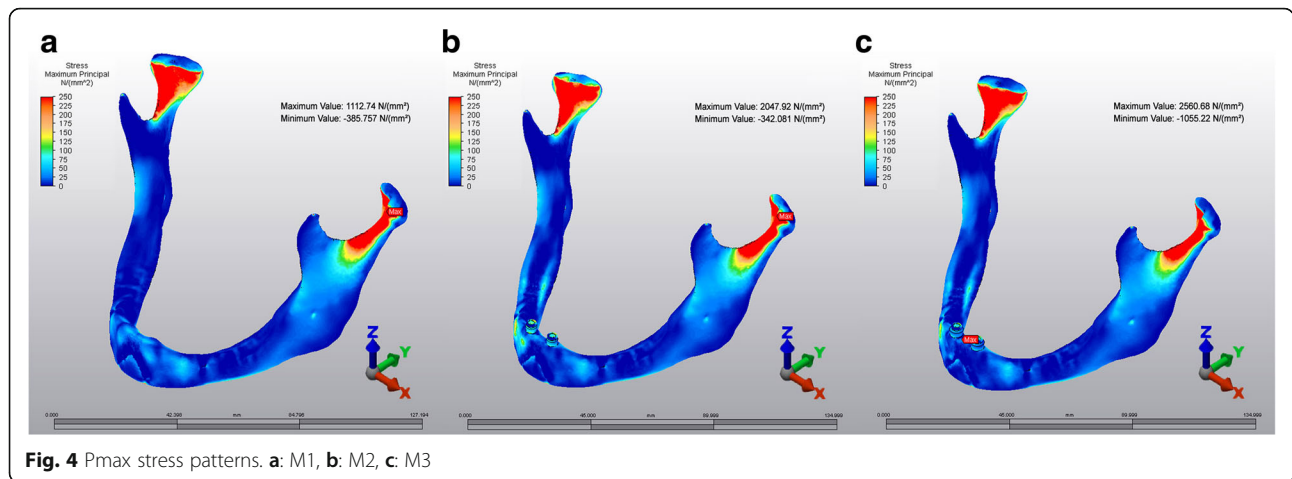 a
Stress
Maximum Principal
N/(mm^2)
250
225
200
175
150
125
100
75
50
25
0
Maximum Value: 1112.74 N/(mm²)
Minimum Value: -385.757 N/(mm²)
Max
Z
Y
X
0.000 42.398 mm 84.796 127.194
b
Stress
Maximum Principal
N/(mm^2)
250
225
200
175
150
125
100
75
50
25
0
Maximum Value: 2047.92 N/(mm²)
Minimum Value: -342.081 N/(mm²)
Max
Z
Y
X
0.000 45.000 mm 89.999 134.999
c
Stress
Maximum Principal
N/(mm^2)
250
225
200
175
150
125
100
75
50
25
0
Maximum Value: 2560.68 N/(mm²)
Minimum Value: -1055.22 N/(mm²)
Max
Z
Y
X
0.000 45.000 mm 89.999 134.999
Fig. 4 Pmax stress patterns. a: M1, b: M2, c: M3